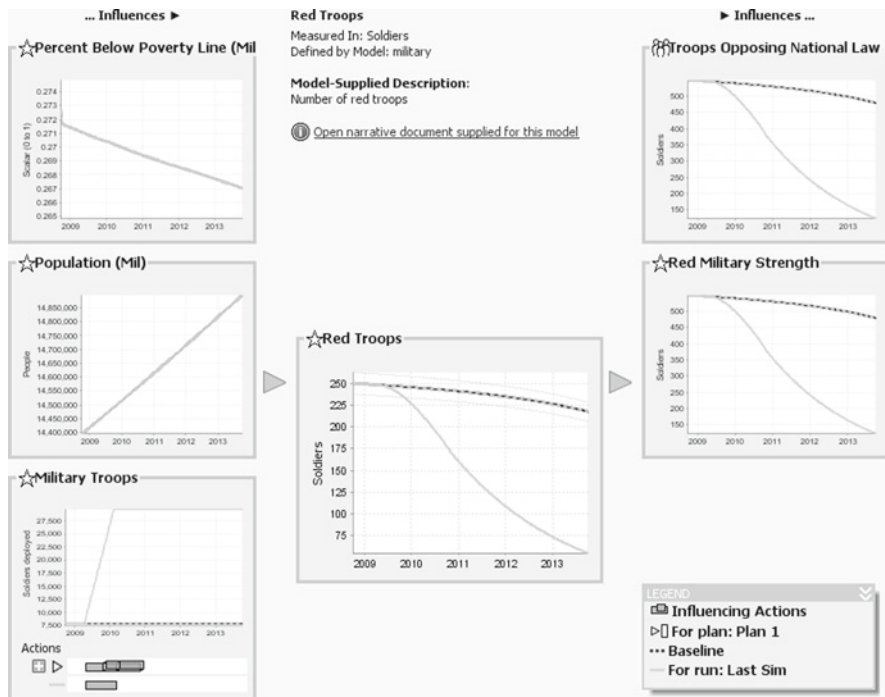 ... Influences ►
Percent Below Poverty Line (Mil
Scalar (0 to 1)
0.274
0.273
0.272
0.271
0.27
0.269
0.268
0.267
0.266
0.265
2009 2010 2011 2012 2013
Population (Mil)
People
14,850,000
14,800,000
14,750,000
14,700,000
14,650,000
14,600,000
14,550,000
14,500,000
14,450,000
14,400,000
2009 2010 2011 2012 2013
Military Troops
Soldiers deployed
27,500
25,000
22,500
20,000
17,500
15,000
12,500
10,000
7,500
2009 2010 2011 2012 2013
Actions
Red Troops
Measured In: Soldiers
Defined by Model: military
Model-Supplied Description:
Number of red troops
Open narrative document supplied for this model
Red Troops
Soldiers
250
225
200
175
150
125
100
75
2009 2010 2011 2012 2013
► Influences ...
Troops Opposing National Law
Soldiers
500
450
400
350
300
250
200
150
2009 2010 2011 2012 2013
Red Military Strength
Soldiers
500
450
400
350
300
250
200
150
2009 2010 2011 2012 2013
LEGEND
Influencing Actions
For plan: Plan 1
Baseline
For run: Last Sim